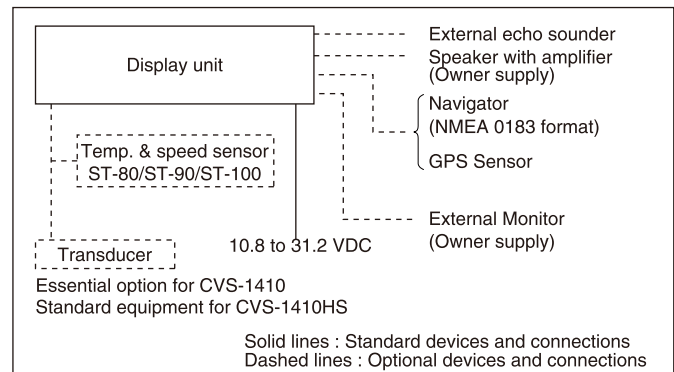 Display unit
External echo sounder
Speaker with amplifier
(Owner supply)
Navigator
(NMEA 0183 format)
GPS Sensor
Temp. & speed sensor
ST-80/ST-90/ST-100
External Monitor
(Owner supply)
Transducer
10.8 to 31.2 VDC
Essential option for CVS-1410
Standard equipment for CVS-1410HS
Solid lines : Standard devices and connections
Dashed lines : Optional devices and connections